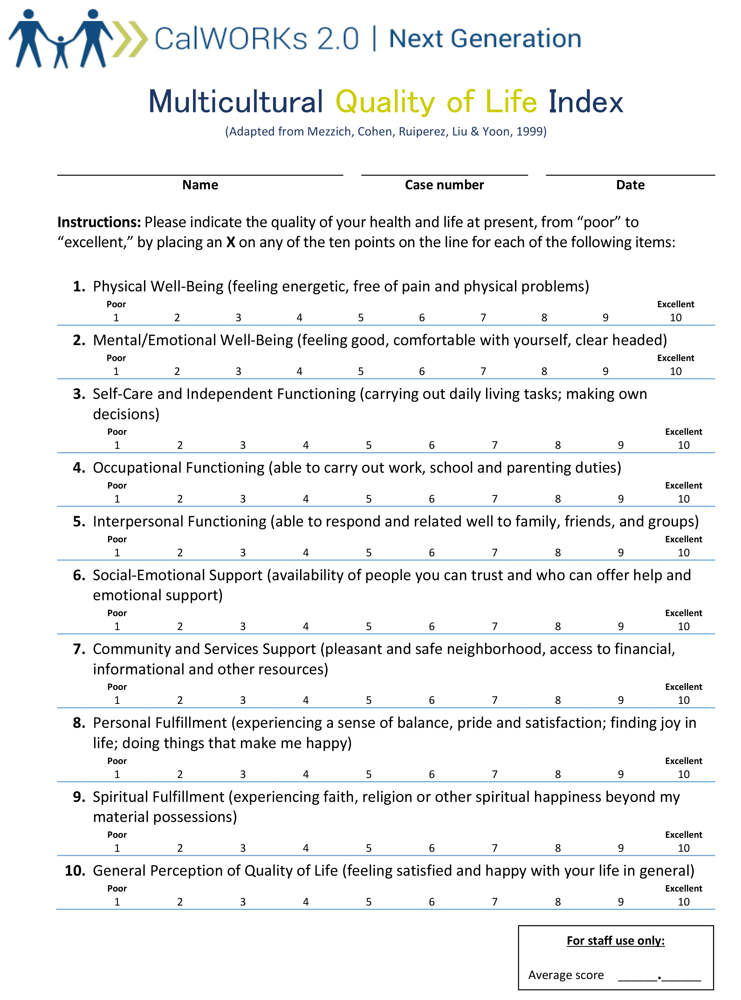 CalWORKs 2.0 | Next Generation
Multicultural Quality of Life Index
(Adapted from Mezzich, Cohen, Ruiperez, Liu & Yoon, 1999)
Name Case number Date
Instructions: Please indicate the quality of your health and life at present, from “poor” to
“excellent,” by placing an X on any of the ten points on the line for each of the following items:
1. Physical Well-Being (feeling energetic, free of pain and physical problems)
Poor Excellent
1 2 3 4 5 6 7 8 9 10
2. Mental/Emotional Well-Being (feeling good, comfortable with yourself, clear headed)
Poor Excellent
1 2 3 4 5 6 7 8 9 10
3. Self-Care and Independent Functioning (carrying out daily living tasks; making own
decisions)
Poor Excellent
1 2 3 4 5 6 7 8 9 10
4. Occupational Functioning (able to carry out work, school and parenting duties)
Poor Excellent
1 2 3 4 5 6 7 8 9 10
5. Interpersonal Functioning (able to respond and related well to family, friends, and groups)
Poor Excellent
1 2 3 4 5 6 7 8 9 10
6. Social-Emotional Support (availability of people you can trust and who can offer help and
emotional support)
Poor Excellent
1 2 3 4 5 6 7 8 9 10
7. Community and Services Support (pleasant and safe neighborhood, access to financial,
informational and other resources)
Poor Excellent
1 2 3 4 5 6 7 8 9 10
8. Personal Fulfillment (experiencing a sense of balance, pride and satisfaction; finding joy in
life; doing things that make me happy)
Poor Excellent
1 2 3 4 5 6 7 8 9 10
9. Spiritual Fulfillment (experiencing faith, religion or other spiritual happiness beyond my
material possessions)
Poor Excellent
1 2 3 4 5 6 7 8 9 10
10. General Perception of Quality of Life (feeling satisfied and happy with your life in general)
Poor Excellent
1 2 3 4 5 6 7 8 9 10
For staff use only:
Average score ______.______